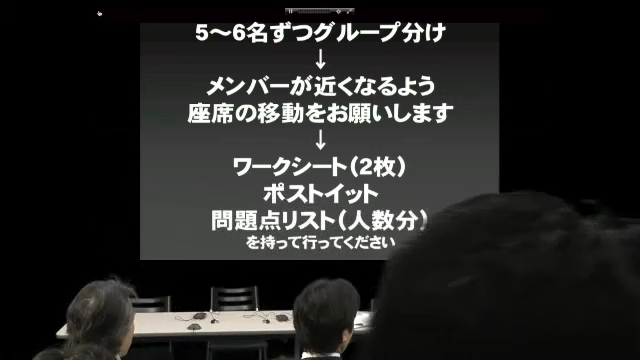 5〜6名ずつグループ分け
↓
メンバーが近くなるよう
座席の移動をお願いします
↓
ワークシート(2枚)
ポストイット
問題点リスト(人数分)
を持って行ってください